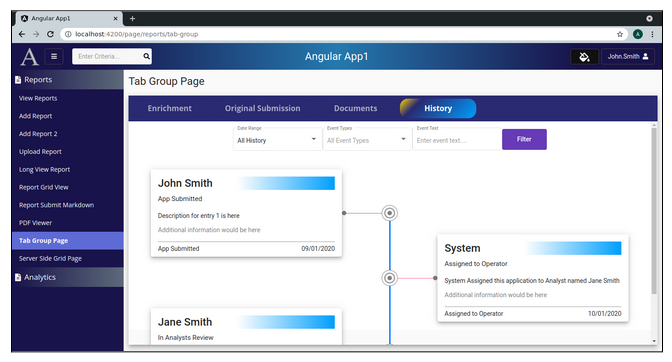 Angular App1
localhost:4200/page/reports/tab-group
A
A
Enter Criteria...
Angular App1
John.Smith
Reports
View Reports
Add Report
Add Report 2
Upload Report
Long View Report
Report Grid View
Report Submit Markdown
PDF Viewer
Tab Group Page
Server Side Grid Page
Analytics
Tab Group Page
Enrichment Original Submission Documents History
Date Range Event Types Event Text
All History All Event Types Enter event text... Filter
John Smith
App Submitted
Description for entry 1 is here
Additional information would be here
App Submitted 09/01/2020
System
Assigned to Operator
System Assigned this application to Analyst named Jane Smith
Additional information would be here
Assigned to Operator 10/01/2020
Jane Smith
In Analysts Review